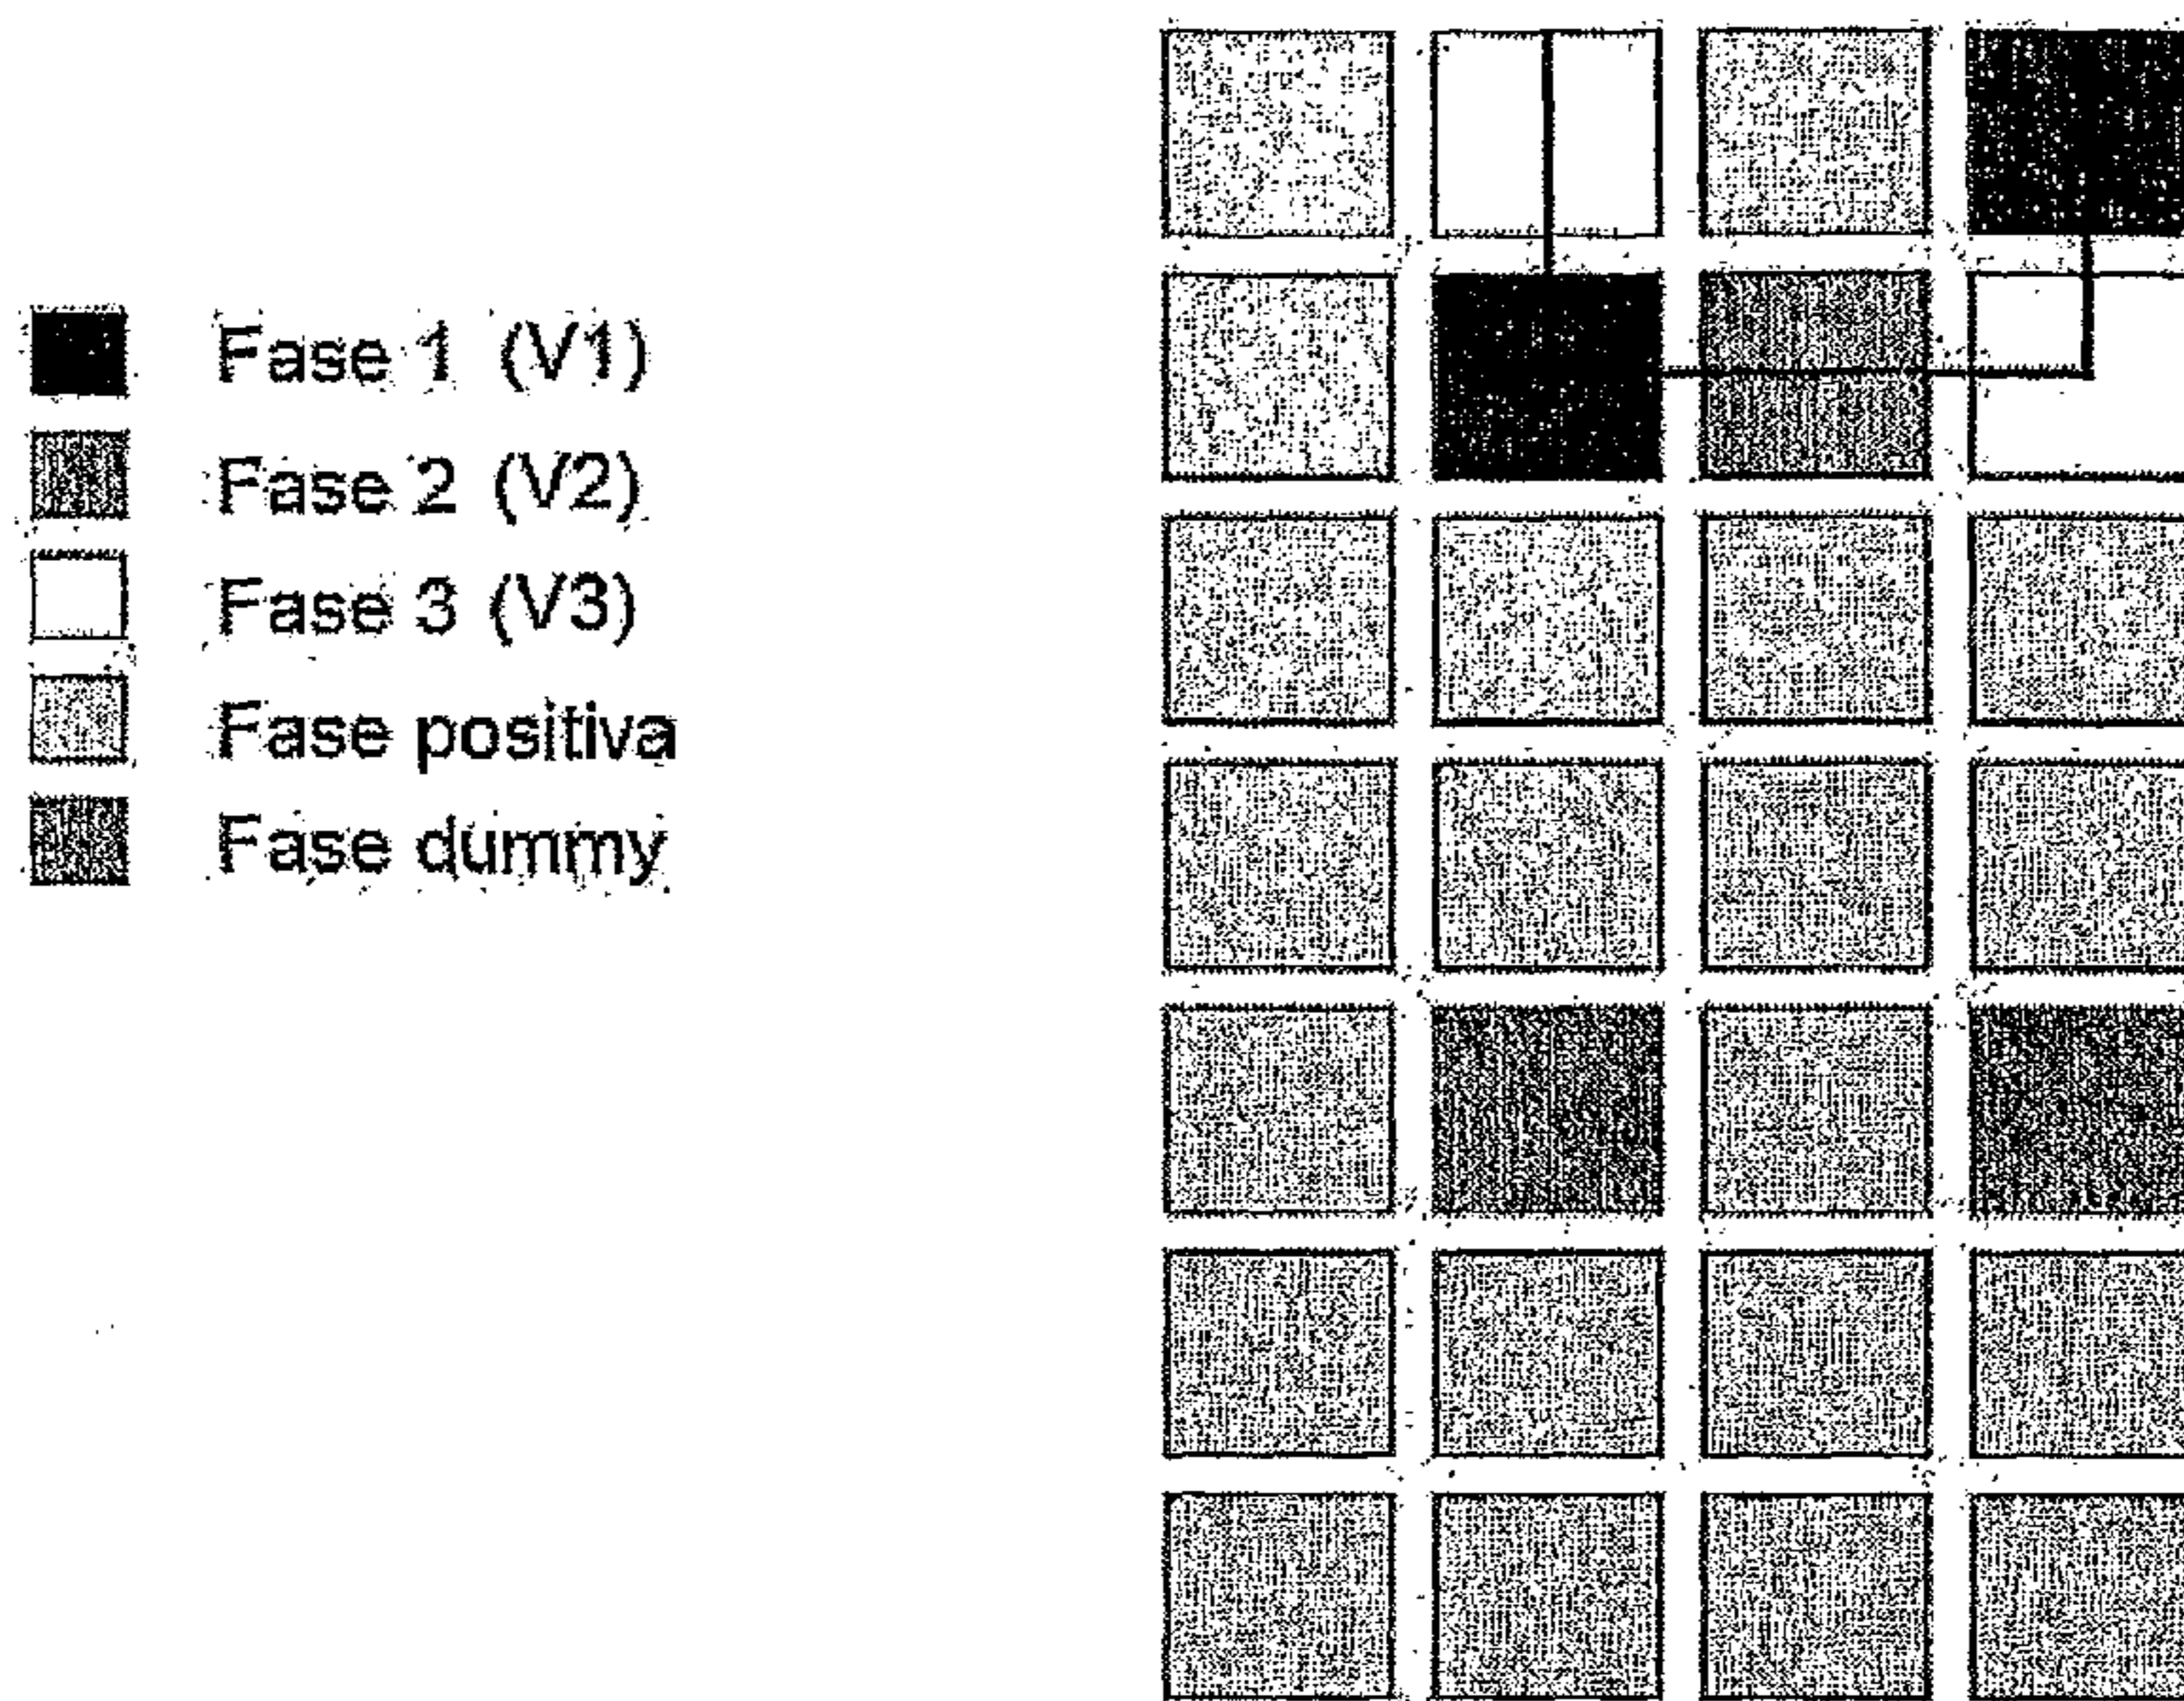 Fase 1 (V1)
Fase 2 (V2)
Fase 3 (V3)
Fase positiva
Fase dummy